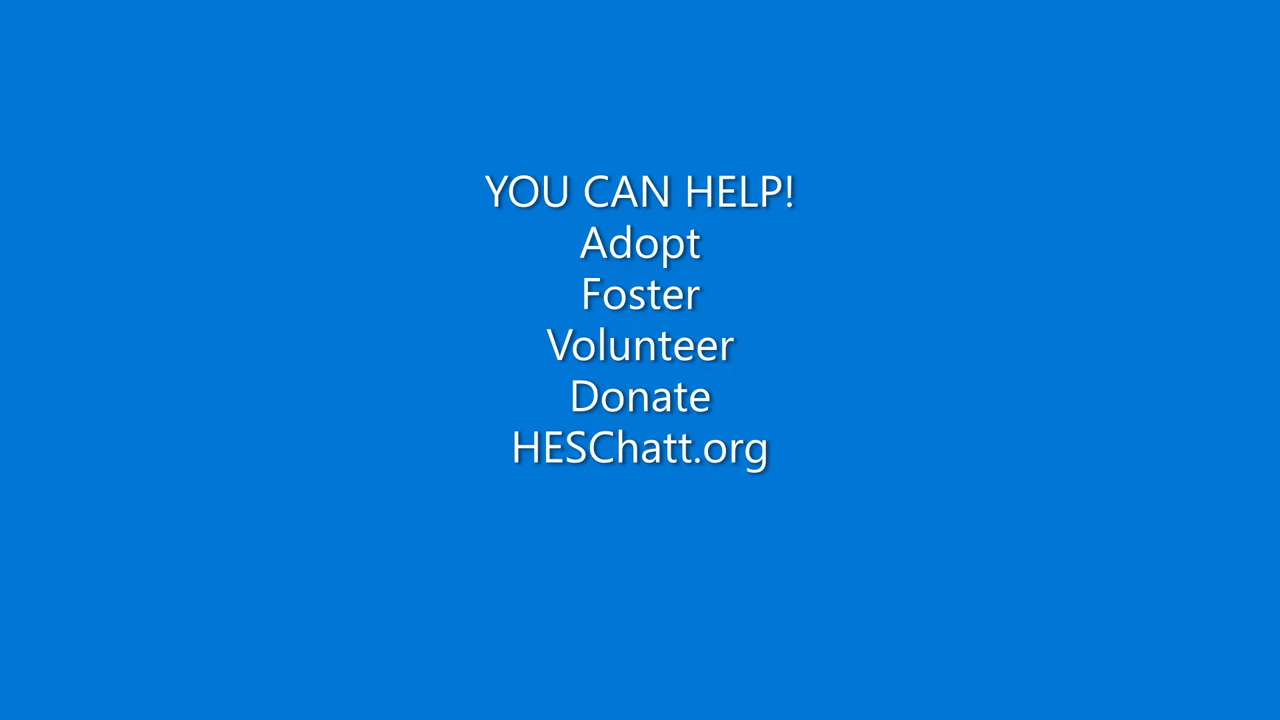 YOU CAN HELP!
Adopt
Foster
Volunteer
Donate
HESChatt.org